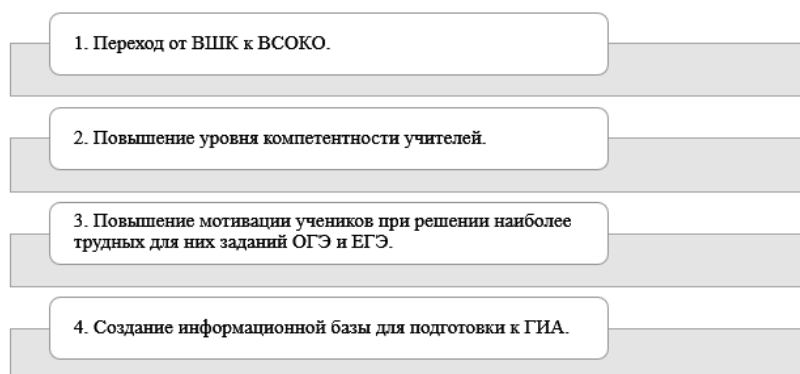 1. Переход от ВШК к ВСОКО.
2. Повышение уровня компетентности учителей.
3. Повышение мотивации учеников при решении наиболее
трудных для них заданий ОГЭ и ЕГЭ.
4. Создание информационной базы для подготовки к ГИА.